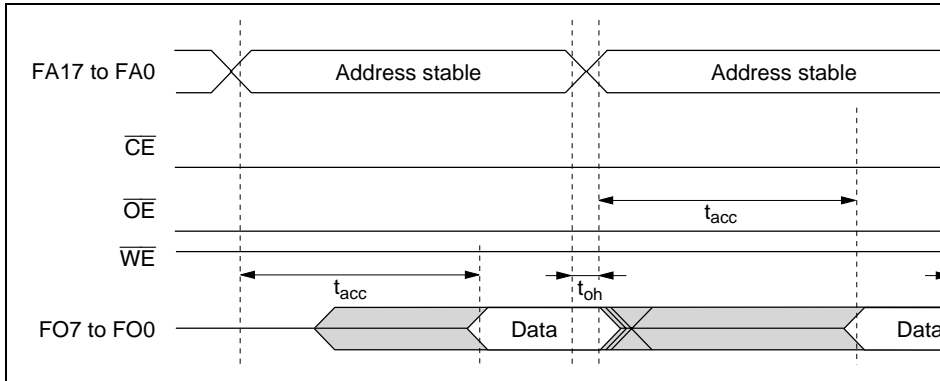 FA17 to FA0
Address stable
Address stable
CE
OE
tacc
WE
tacc
toh
FO7 to FO0
Data
Data